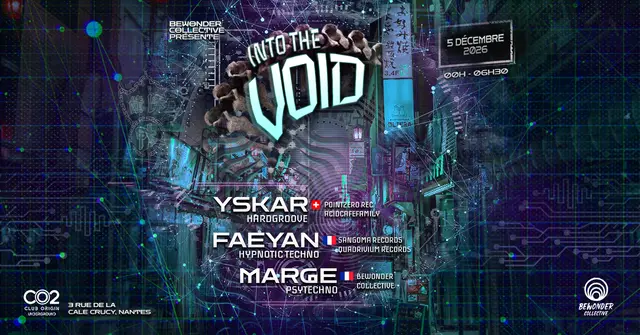 BEWONDER
COLLECTIVE
PRÉSENTE
INTO THE
VOID
5 DÉCEMBRE
2026
00H - 06H30
YSKAR
HARDGROOVE
POINTZERO REC
ACIDCAFEFAMILY
FAEYAN
HYPNOTIC TECHNO
SANGOMA RECORDS
QUADRIVIUM RECORDS
MARGE
PSYTECHNO
BEWONDER
COLLECTIVE
CO2
CLUB ORIGIN
UNDERGROUND
3 RUE DE LA
CALE CRUCY, NANTES
BEWONDER
COLLECTIVE